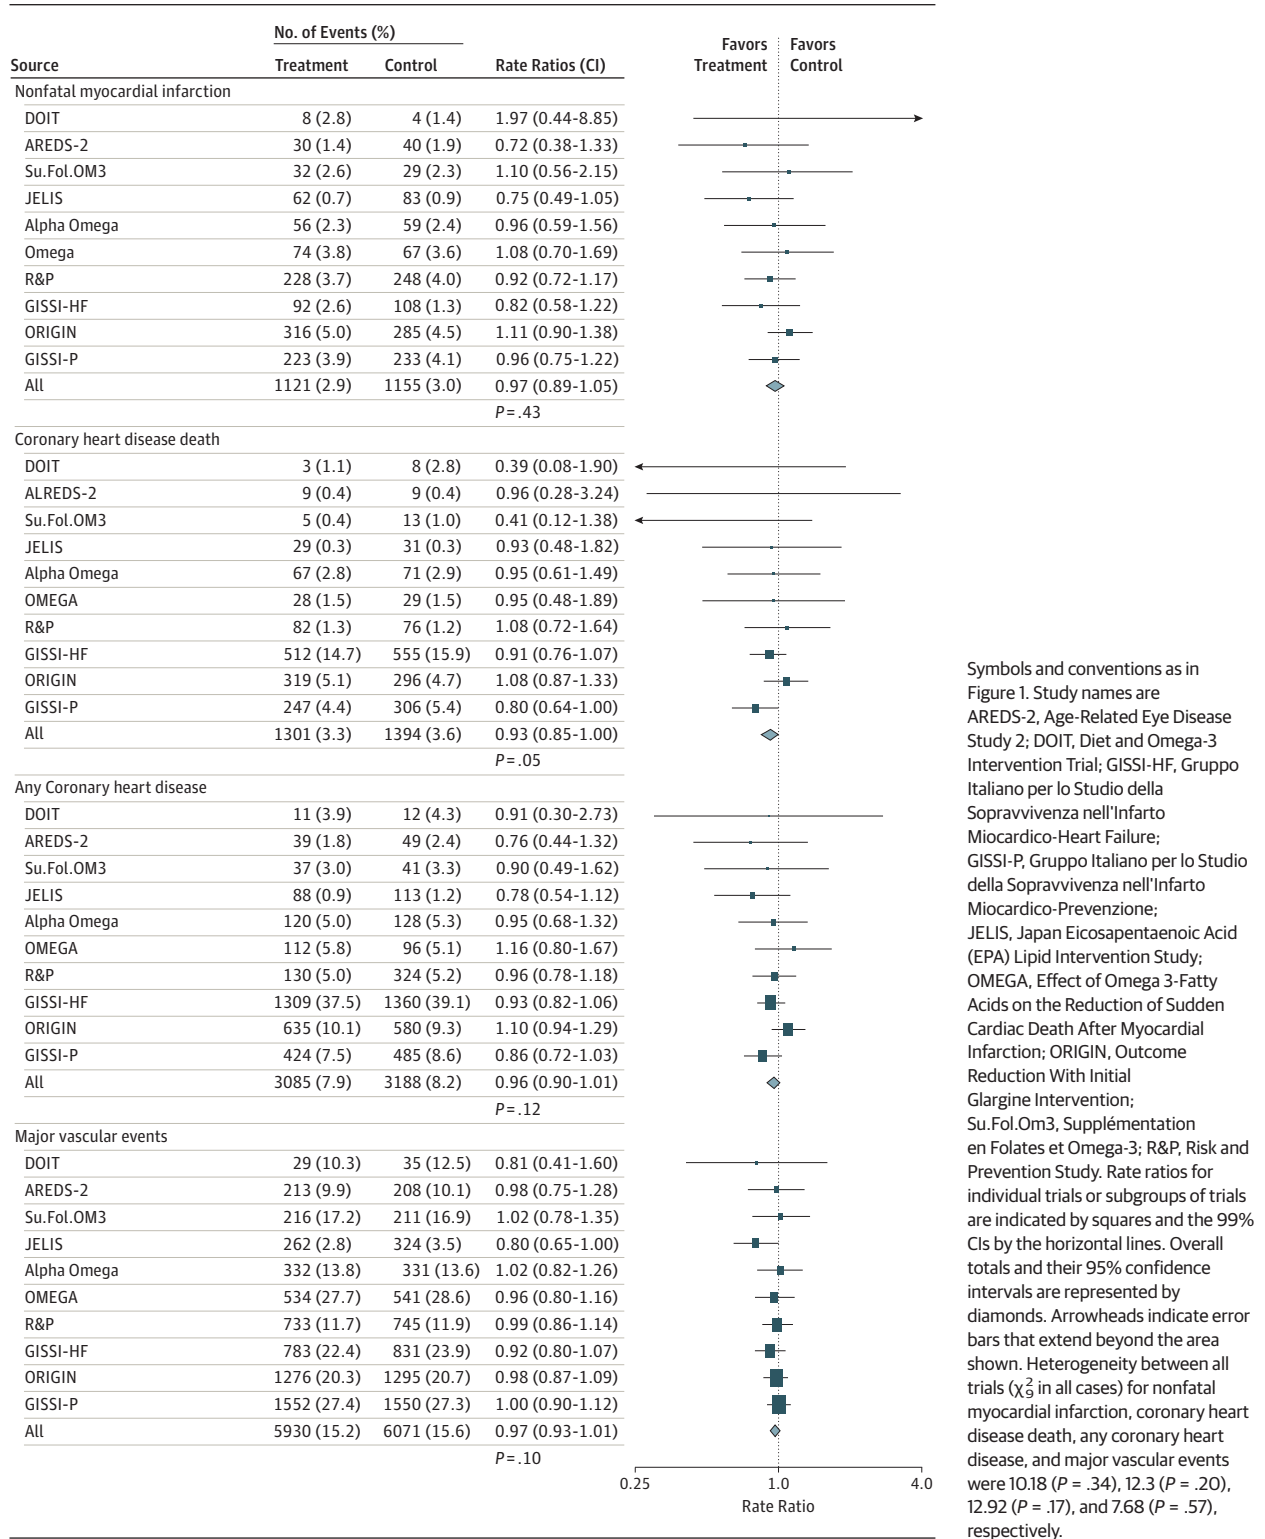 No. of Events (%)
Favors Favors
Source Treatment Control Rate Ratios (CI) Treatment Control
Nonfatal myocardial infarction
DOIT 8 (2.8) 4 (1.4) 1.97 (0.44-8.85)
AREDS-2 30 (1.4) 40 (1.9) 0.72 (0.38-1.33)
Su.Fol.OM3 32 (2.6) 29 (2.3) 1.10 (0.56-2.15)
JELIS 62 (0.7) 83 (0.9) 0.75 (0.49-1.05)
Alpha Omega 56 (2.3) 59 (2.4) 0.96 (0.59-1.56)
Omega 74 (3.8) 67 (3.6) 1.08 (0.70-1.69)
R&P 228 (3.7) 248 (4.0) 0.92 (0.72-1.17)
GISSI-HF 92 (2.6) 108 (1.3) 0.82 (0.58-1.22)
ORIGIN 316 (5.0) 285 (4.5) 1.11 (0.90-1.38)
GISSI-P 223 (3.9) 233 (4.1) 0.96 (0.75-1.22)
All 1121 (2.9) 1155 (3.0) 0.97 (0.89-1.05)
P = .43
Coronary heart disease death
DOIT 3 (1.1) 8 (2.8) 0.39 (0.08-1.90)
ALREDS-2 9 (0.4) 9 (0.4) 0.96 (0.28-3.24)
Su.Fol.OM3 5 (0.4) 13 (1.0) 0.41 (0.12-1.38)
JELIS 29 (0.3) 31 (0.3) 0.93 (0.48-1.82)
Alpha Omega 67 (2.8) 71 (2.9) 0.95 (0.61-1.49)
OMEGA 28 (1.5) 29 (1.5) 0.95 (0.48-1.89)
R&P 82 (1.3) 76 (1.2) 1.08 (0.72-1.64)
GISSI-HF 512 (14.7) 555 (15.9) 0.91 (0.76-1.07)
ORIGIN 319 (5.1) 296 (4.7) 1.08 (0.87-1.33)
GISSI-P 247 (4.4) 306 (5.4) 0.80 (0.64-1.00)
All 1301 (3.3) 1394 (3.6) 0.93 (0.85-1.00)
P = .05
Any Coronary heart disease
DOIT 11 (3.9) 12 (4.3) 0.91 (0.30-2.73)
AREDS-2 39 (1.8) 49 (2.4) 0.76 (0.44-1.32)
Su.Fol.OM3 37 (3.0) 41 (3.3) 0.90 (0.49-1.62)
JELIS 88 (0.9) 113 (1.2) 0.78 (0.54-1.12)
Alpha Omega 120 (5.0) 128 (5.3) 0.95 (0.68-1.32)
OMEGA 112 (5.8) 96 (5.1) 1.16 (0.80-1.67)
R&P 130 (5.0) 324 (5.2) 0.96 (0.78-1.18)
GISSI-HF 1309 (37.5) 1360 (39.1) 0.93 (0.82-1.06)
ORIGIN 635 (10.1) 580 (9.3) 1.10 (0.94-1.29)
GISSI-P 424 (7.5) 485 (8.6) 0.86 (0.72-1.03)
All 3085 (7.9) 3188 (8.2) 0.96 (0.90-1.01)
P = .12
Major vascular events
DOIT 29 (10.3) 35 (12.5) 0.81 (0.41-1.60)
AREDS-2 213 (9.9) 208 (10.1) 0.98 (0.75-1.28)
Su.Fol.OM3 216 (17.2) 211 (16.9) 1.02 (0.78-1.35)
JELIS 262 (2.8) 324 (3.5) 0.80 (0.65-1.00)
Alpha Omega 332 (13.8) 331 (13.6) 1.02 (0.82-1.26)
OMEGA 534 (27.7) 541 (28.6) 0.96 (0.80-1.16)
R&P 733 (11.7) 745 (11.9) 0.99 (0.86-1.14)
GISSI-HF 783 (22.4) 831 (23.9) 0.92 (0.80-1.07)
ORIGIN 1276 (20.3) 1295 (20.7) 0.98 (0.87-1.09)
GISSI-P 1552 (27.4) 1550 (27.3) 1.00 (0.90-1.12)
All 5930 (15.2) 6071 (15.6) 0.97 (0.93-1.01)
P = .10
0.25 1.0 4.0
Rate Ratio
Symbols and conventions as in
Figure 1. Study names are
AREDS-2, Age-Related Eye Disease
Study 2; DOIT, Diet and Omega-3
Intervention Trial; GISSI-HF, Gruppo
Italiano per lo Studio della
Sopravvivenza nell'Infarto
Miocardico-Heart Failure;
GISSI-P, Gruppo Italiano per lo Studio
della Sopravvivenza nell'Infarto
Miocardico-Prevenzione;
JELIS, Japan Eicosapentaenoic Acid
(EPA) Lipid Intervention Study;
OMEGA, Effect of Omega 3-Fatty
Acids on the Reduction of Sudden
Cardiac Death After Myocardial
Infarction; ORIGIN, Outcome
Reduction With Initial
Glargine Intervention;
Su.Fol.Om3, Supplémentation
en Folates et Omega-3; R&P, Risk and
Prevention Study. Rate ratios for
individual trials or subgroups of trials
are indicated by squares and the 99%
CIs by the horizontal lines. Overall
totals and their 95% confidence
intervals are represented by
diamonds. Arrowheads indicate error
bars that extend beyond the area
shown. Heterogeneity between all
trials (χ²₉ in all cases) for nonfatal
myocardial infarction, coronary heart
disease death, any coronary heart
disease, and major vascular events
were 10.18 (P = .34), 12.3 (P = .20),
12.92 (P = .17), and 7.68 (P = .57),
respectively.